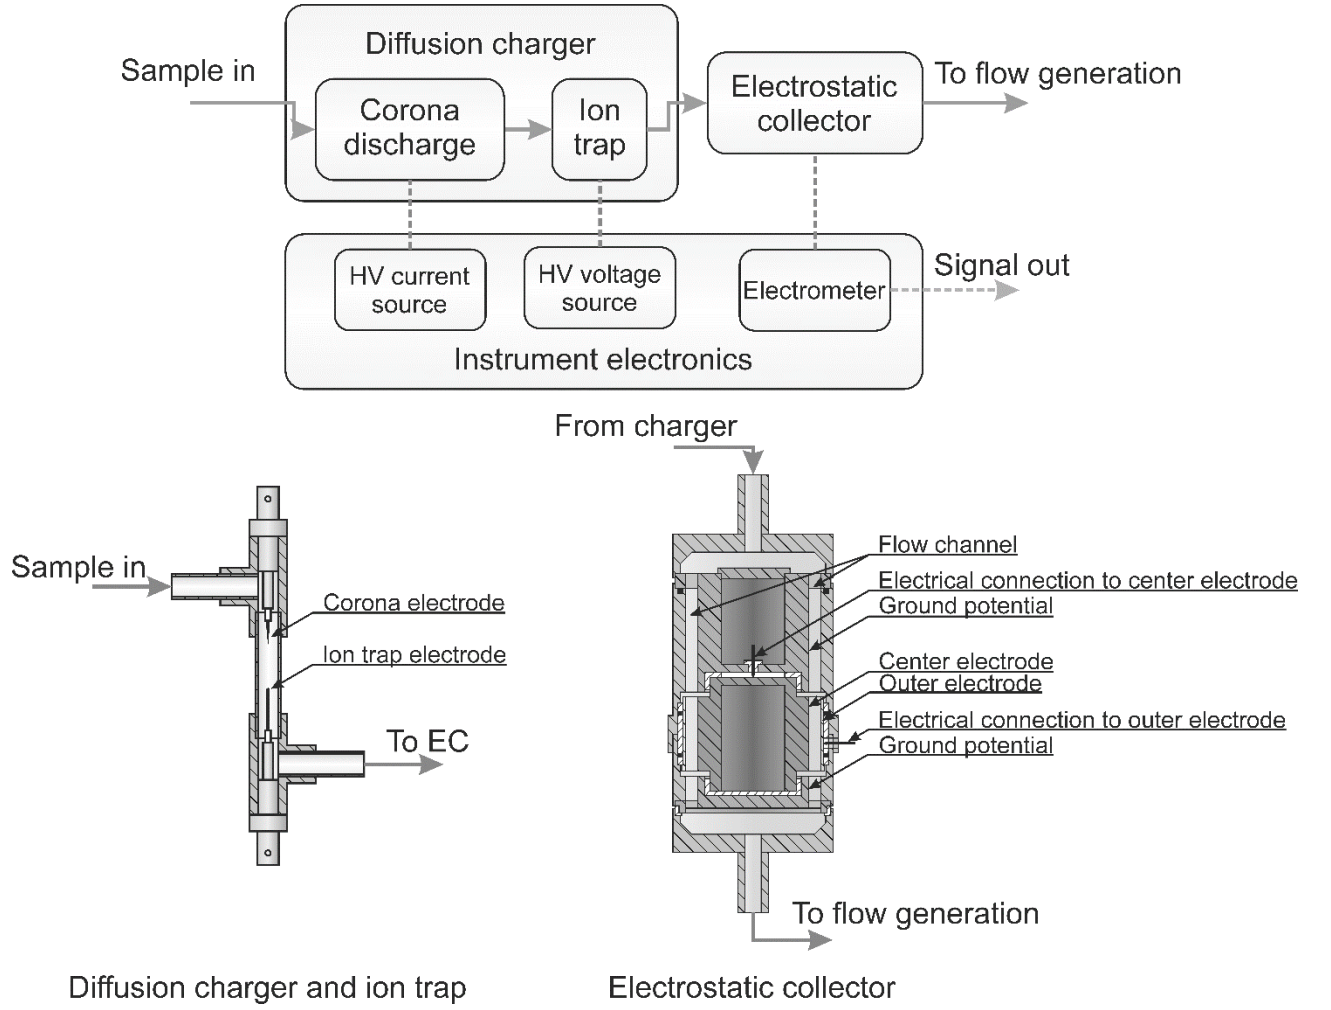 Diffusion charger
Sample in
Corona
discharge
Ion
trap
Electrostatic
collector
To flow generation
HV current
source
HV voltage
source
Electrometer
Signal out
Instrument electronics
From charger
Sample in
Corona electrode
Ion trap electrode
To EC
Flow channel
Electrical connection to center electrode
Ground potential
Center electrode
Outer electrode
Electrical connection to outer electrode
Ground potential
To flow generation
Diffusion charger and ion trap
Electrostatic collector